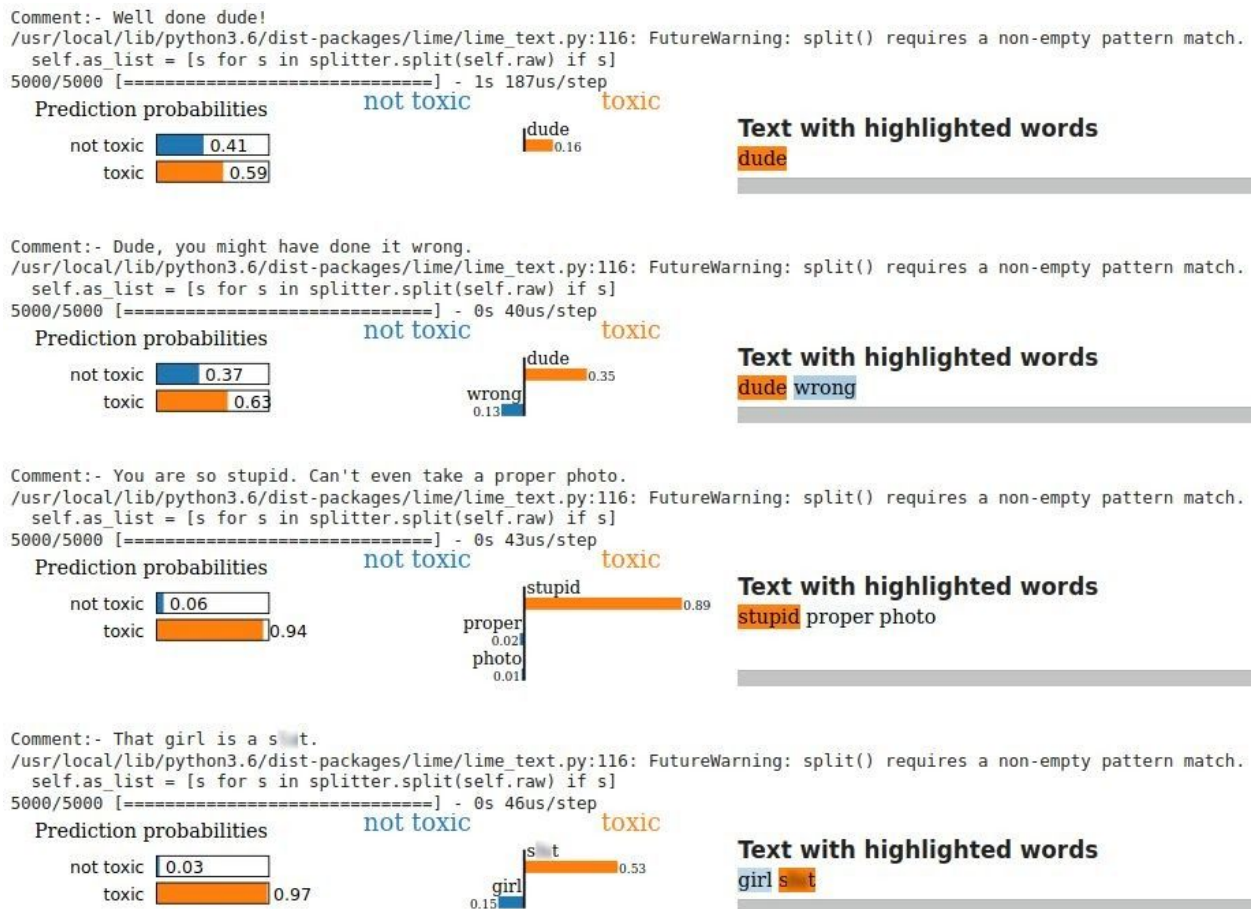 Comment:- Well done dude!
/usr/local/lib/python3.6/dist-packages/lime/lime_text.py:116: FutureWarning: split() requires a non-empty pattern match.
self.as_list = [s for s in splitter.split(self.raw) if s]
5000/5000 [==============================] - 1s 187us/step
Prediction probabilities
not toxic 0.41
toxic 0.59
not toxic toxic
dude
0.16
Text with highlighted words
dude
Comment:- Dude, you might have done it wrong.
/usr/local/lib/python3.6/dist-packages/lime/lime_text.py:116: FutureWarning: split() requires a non-empty pattern match.
self.as_list = [s for s in splitter.split(self.raw) if s]
5000/5000 [==============================] - 0s 40us/step
Prediction probabilities
not toxic 0.37
toxic 0.63
not toxic toxic
dude
0.35
wrong
0.13
Text with highlighted words
dude wrong
Comment:- You are so stupid. Can't even take a proper photo.
/usr/local/lib/python3.6/dist-packages/lime/lime_text.py:116: FutureWarning: split() requires a non-empty pattern match.
self.as_list = [s for s in splitter.split(self.raw) if s]
5000/5000 [==============================] - 0s 43us/step
Prediction probabilities
not toxic 0.06
toxic 0.94
not toxic toxic
stupid
0.89
proper
0.02
photo
0.01
Text with highlighted words
stupid proper photo
Comment:- That girl is a
/usr/local/lib/python3.6/dist-packages/lime/lime_text.py:116: FutureWarning: split() requires a non-empty pattern match.
self.as_list = [s for s in splitter.split(self.raw) if s]
5000/5000 [==============================] - 0s 46us/step
Prediction probabilities
not toxic 0.03
toxic 0.97
not toxic toxic
0.53
girl
0.15
Text with highlighted words
girl